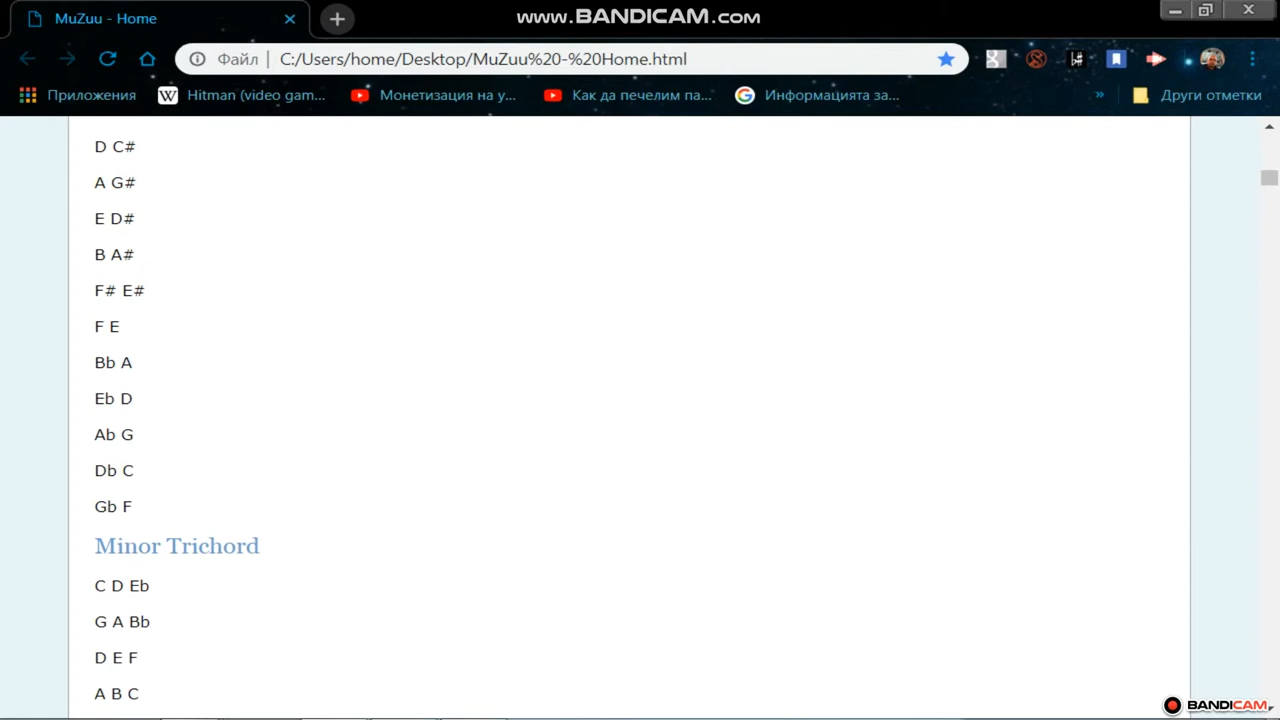 MuZuu - Home
www.BANDICAM.com
Файл | C:/Users/home/Desktop/MuZuu%20-%20Home.html
Приложения
W Hitman (video gam...
Монетизация на у...
Как да печелим па...
G Информацията за...
»
Други отметки
D C#
A G#
E D#
B A#
F# E#
F E
Bb A
Eb D
Ab G
Db C
Gb F
Minor Trichord
C D Eb
G A Bb
D E F
A B C
BANDICAM